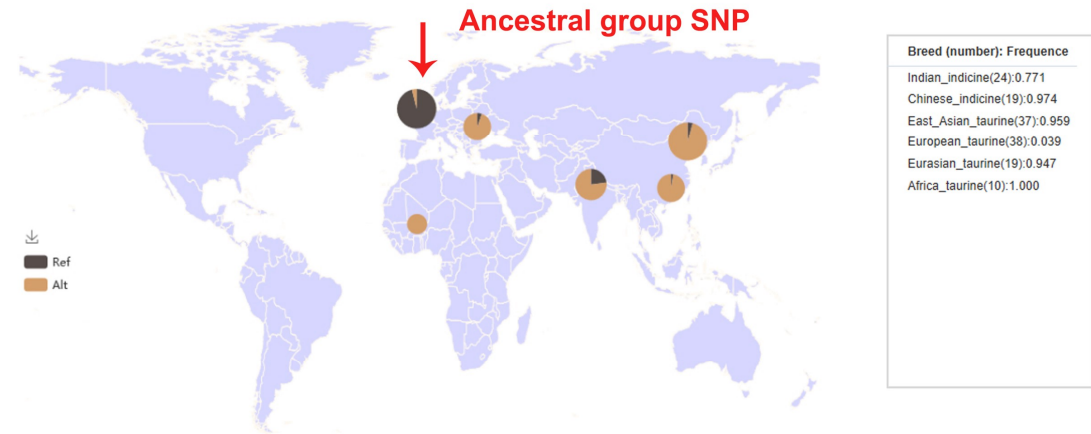 Ancestral group SNP
Breed (number): Frequence
Indian_indicine(24):0.771
Chinese_indicine(19):0.974
East_Asian_taurine(37):0.959
European_taurine(38):0.039
Eurasian_taurine(19):0.947
Africa_taurine(10):1.000
Ref
Alt